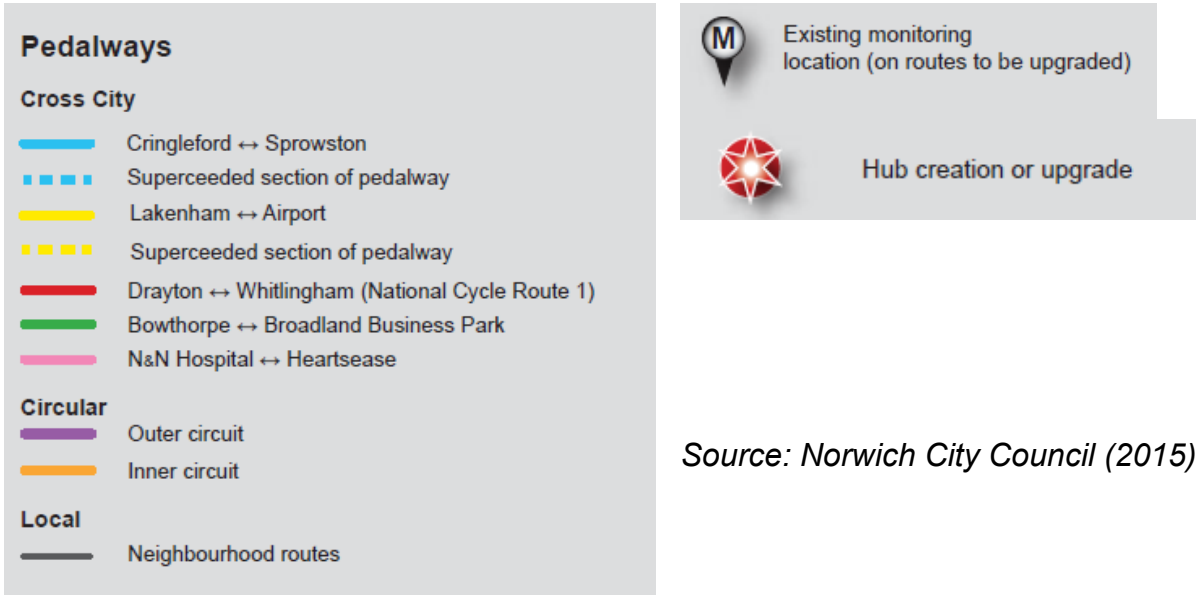 Pedalways
Cross City
Cringleford ↔ Sprowston
Superceeded section of pedalway
Lakenham ↔ Airport
Superceeded section of pedalway
Drayton ↔ Whitlingham (National Cycle Route 1)
Bowthorpe ↔ Broadland Business Park
N&N Hospital ↔ Heartsease
Circular
Outer circuit
Inner circuit
Local
Neighbourhood routes
M
Existing monitoring
location (on routes to be upgraded)
Hub creation or upgrade
Source: Norwich City Council (2015)